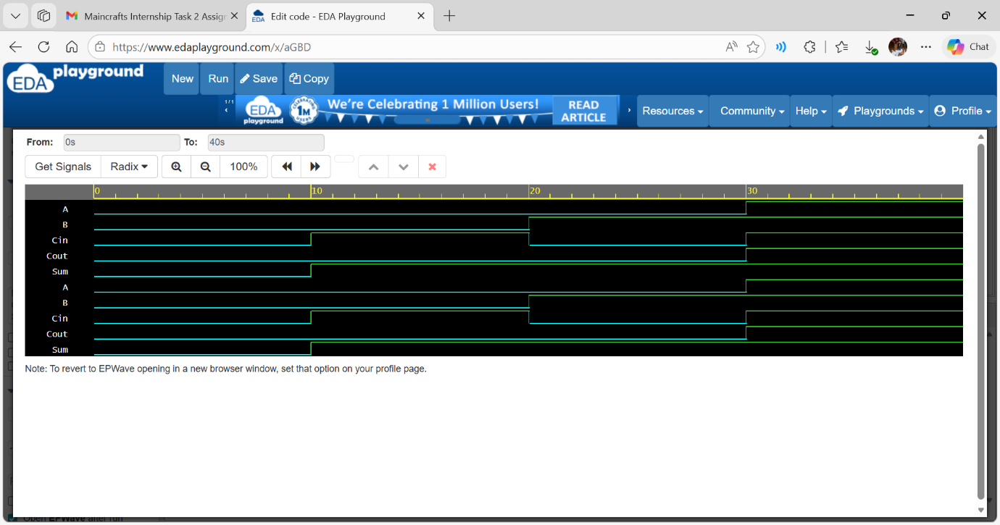 Maincrafts Internship Task 2 Assigr
Edit code - EDA Playground
https://www.edaplayground.com/x/aGBD
Chat
EDA playground
New Run Save Copy
1/1
EDA playground
CELEBRATING 1M USERS
We're Celebrating 1 Million Users!
READ ARTICLE
Resources Community Help Playgrounds Profile
From: 0s To: 40s
Get Signals Radix 100%
0 10 20 30
A
B
Cin
Cout
Sum
A
B
Cin
Cout
Sum
Note: To revert to EPWave opening in a new browser window, set that option on your profile page.
Open EPWave after run